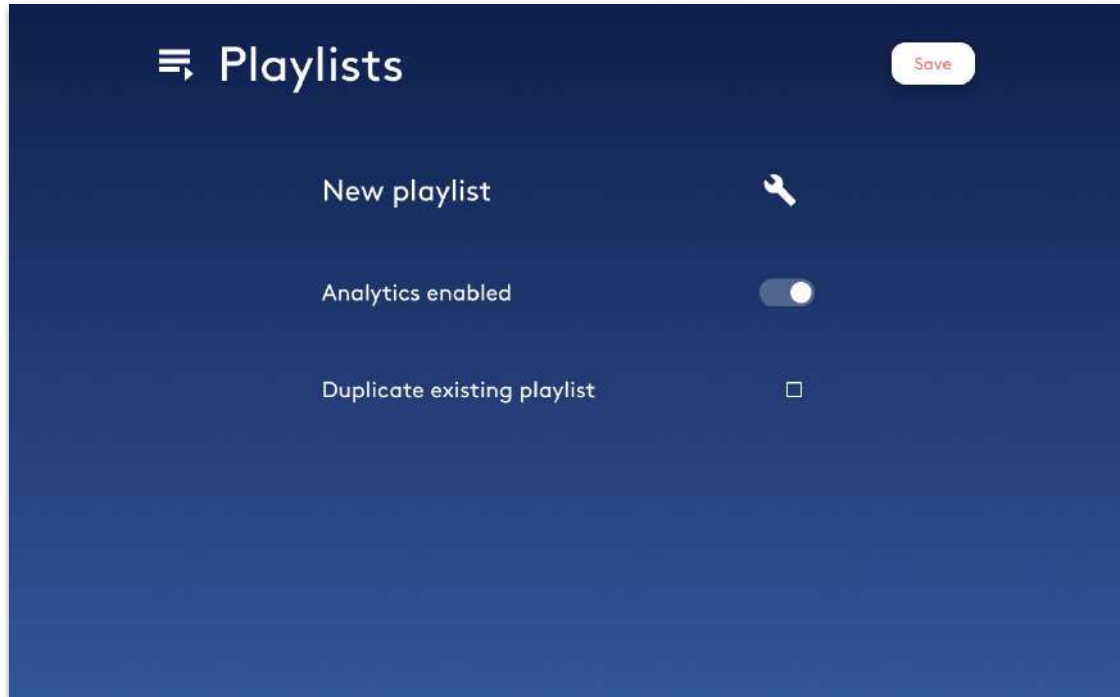 Playlists
Save
New playlist
Analytics enabled
Duplicate existing playlist